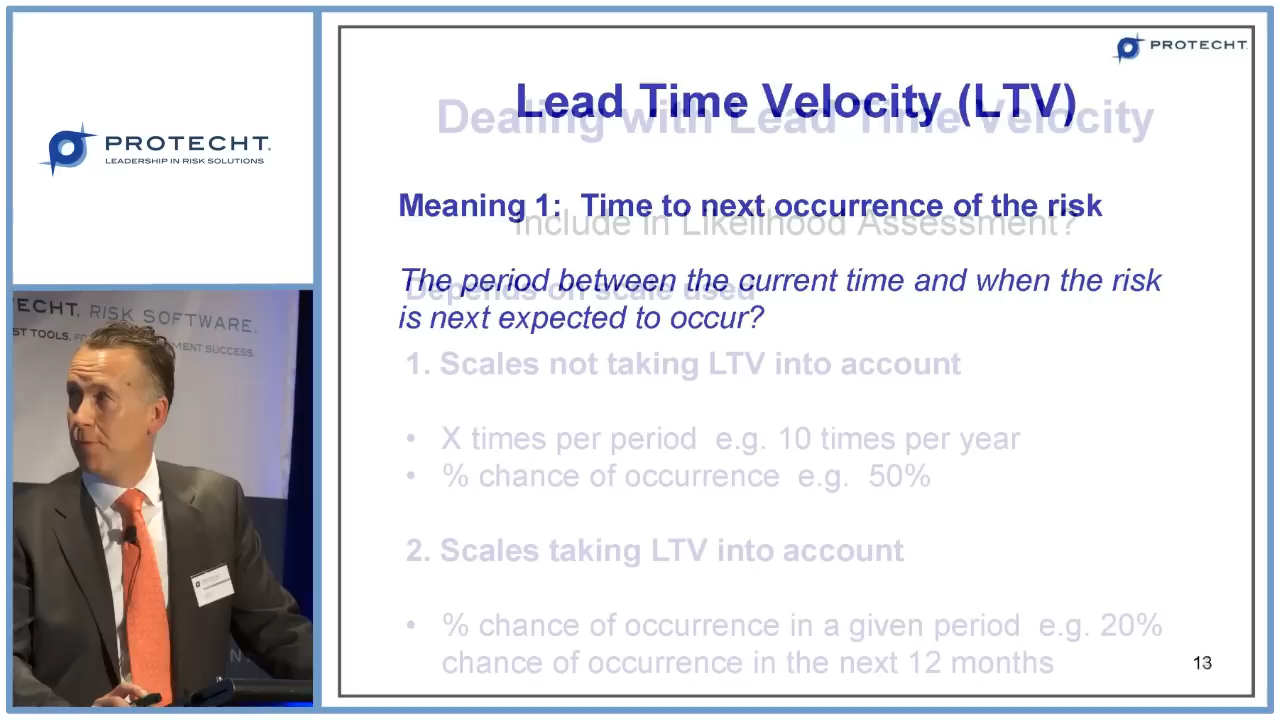 PROTECHT.
LEADERSHIP IN RISK SOLUTIONS
TECHT. RISK SOFTWARE.
ST TOOLS.
MENT SUCCESS.
PROTECHT.
Lead Time Velocity (LTV)
Dealing with Lead Time Velocity
Meaning 1: Time to next occurrence of the risk
Include in Likelihood Assessment?
The period between the current time and when the risk
Depends on scale used
is next expected to occur?
1. Scales not taking LTV into account
• X times per period e.g. 10 times per year
• % chance of occurrence e.g. 50%
2. Scales taking LTV into account
• % chance of occurrence in a given period e.g. 20%
chance of occurrence in the next 12 months
13